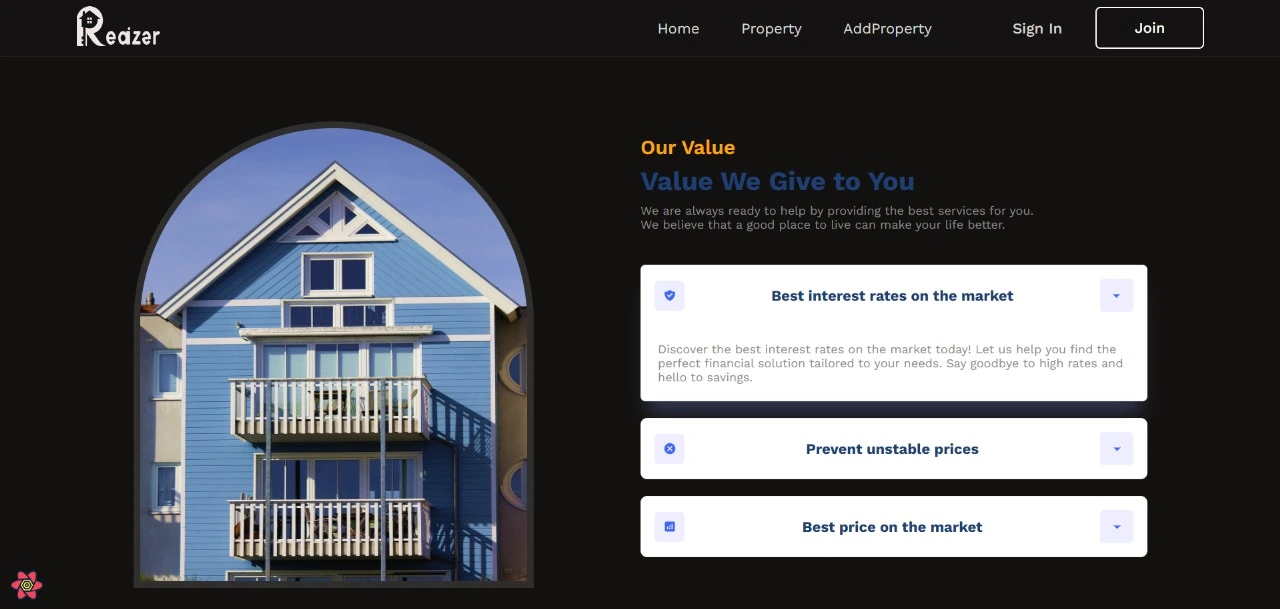 Reaizer
Home Property AddProperty Sign In Join
Our Value
Value We Give to You
We are always ready to help by providing the best services for you.
We believe that a good place to live can make your life better.
Best interest rates on the market
Discover the best interest rates on the market today! Let us help you find the
perfect financial solution tailored to your needs. Say goodbye to high rates and
hello to savings.
Prevent unstable prices
Best price on the market